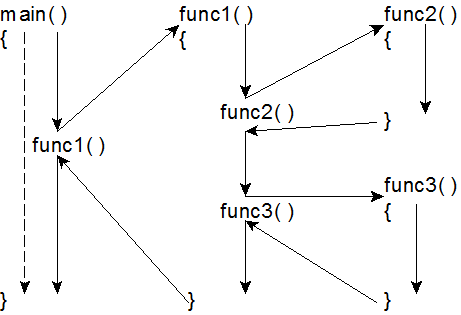 main()
{
func1()
}
func1()
{
func2()
func3()
}
func2()
{
}
func3()
{
}